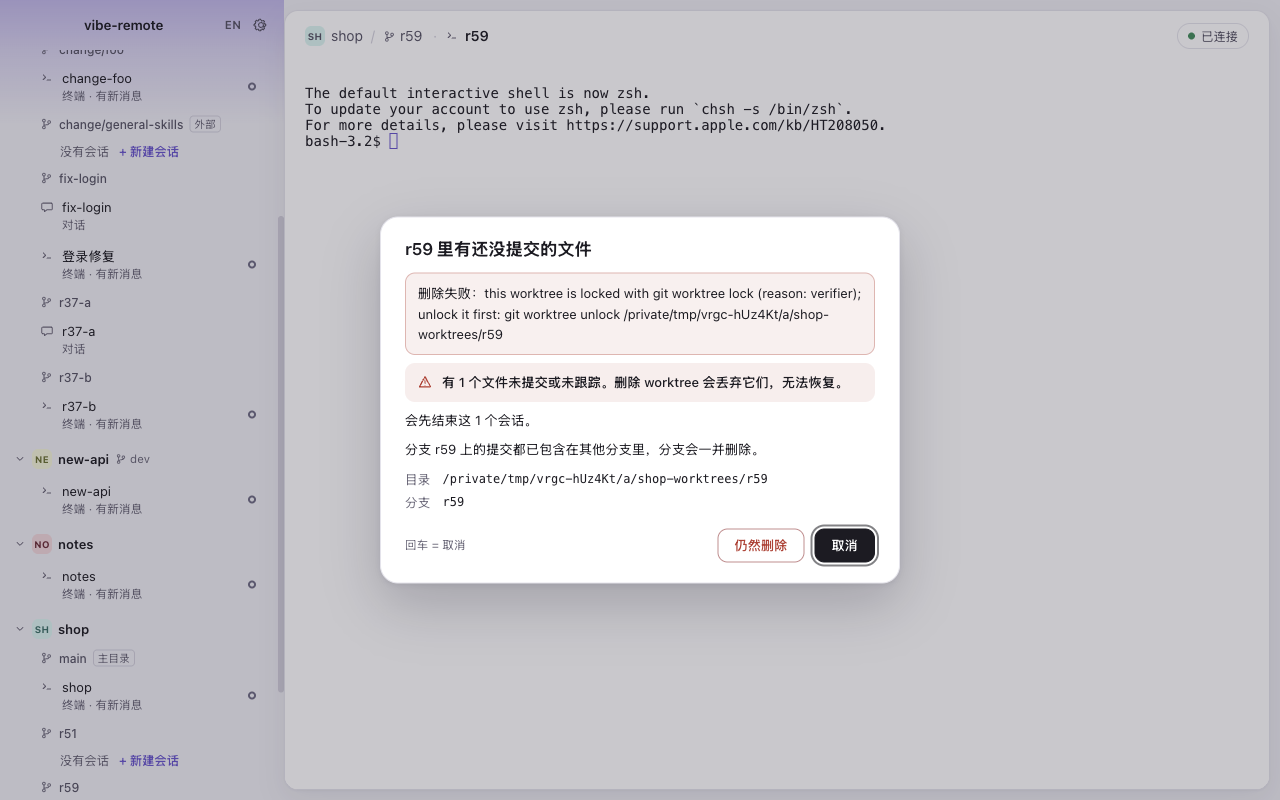 vibe-remote
EN
change/foo
change-foo
终端 · 有新消息
change/general-skills 外部
没有会话 + 新建会话
fix-login
fix-login
对话
登录修复
终端 · 有新消息
r37-a
r37-a
对话
r37-b
r37-b
终端 · 有新消息
NE new-api dev
new-api
终端 · 有新消息
NO notes
notes
终端 · 有新消息
SH shop
main 主目录
shop
终端 · 有新消息
r51
没有会话 + 新建会话
r59
SH shop / r59 · r59
已连接
The default interactive shell is now zsh.
To update your account to use zsh, please run `chsh -s /bin/zsh`.
For more details, please visit https://support.apple.com/kb/HT208050.
bash-3.2$
r59 里有还没提交的文件
删除失败：this worktree is locked with git worktree lock (reason: verifier);
unlock it first: git worktree unlock /private/tmp/vrgc-hUz4Kt/a/shop-
worktrees/r59
有 1 个文件未提交或未跟踪。删除 worktree 会丢弃它们，无法恢复。
会先结束这 1 个会话。
分支 r59 上的提交都已包含在其他分支里，分支会一并删除。
目录 /private/tmp/vrgc-hUz4Kt/a/shop-worktrees/r59
分支 r59
回车 = 取消
仍然删除
取消